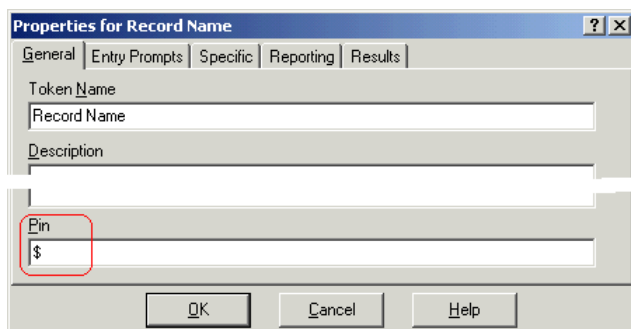 Properties for Record Name ? X
General Entry Prompts Specific Reporting Results
Token Name
Record Name
Description
Pin
$
OK Cancel Help